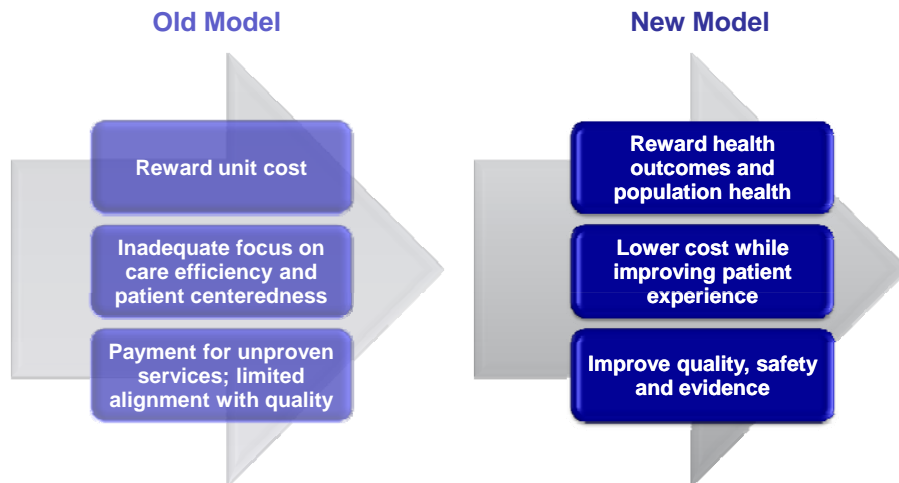 Old Model
Reward unit cost
Inadequate focus on
care efficiency and
patient centeredness
Payment for unproven
services; limited
alignment with quality
New Model
Reward health
outcomes and
population health
Lower cost while
improving patient
experience
Improve quality, safety
and evidence